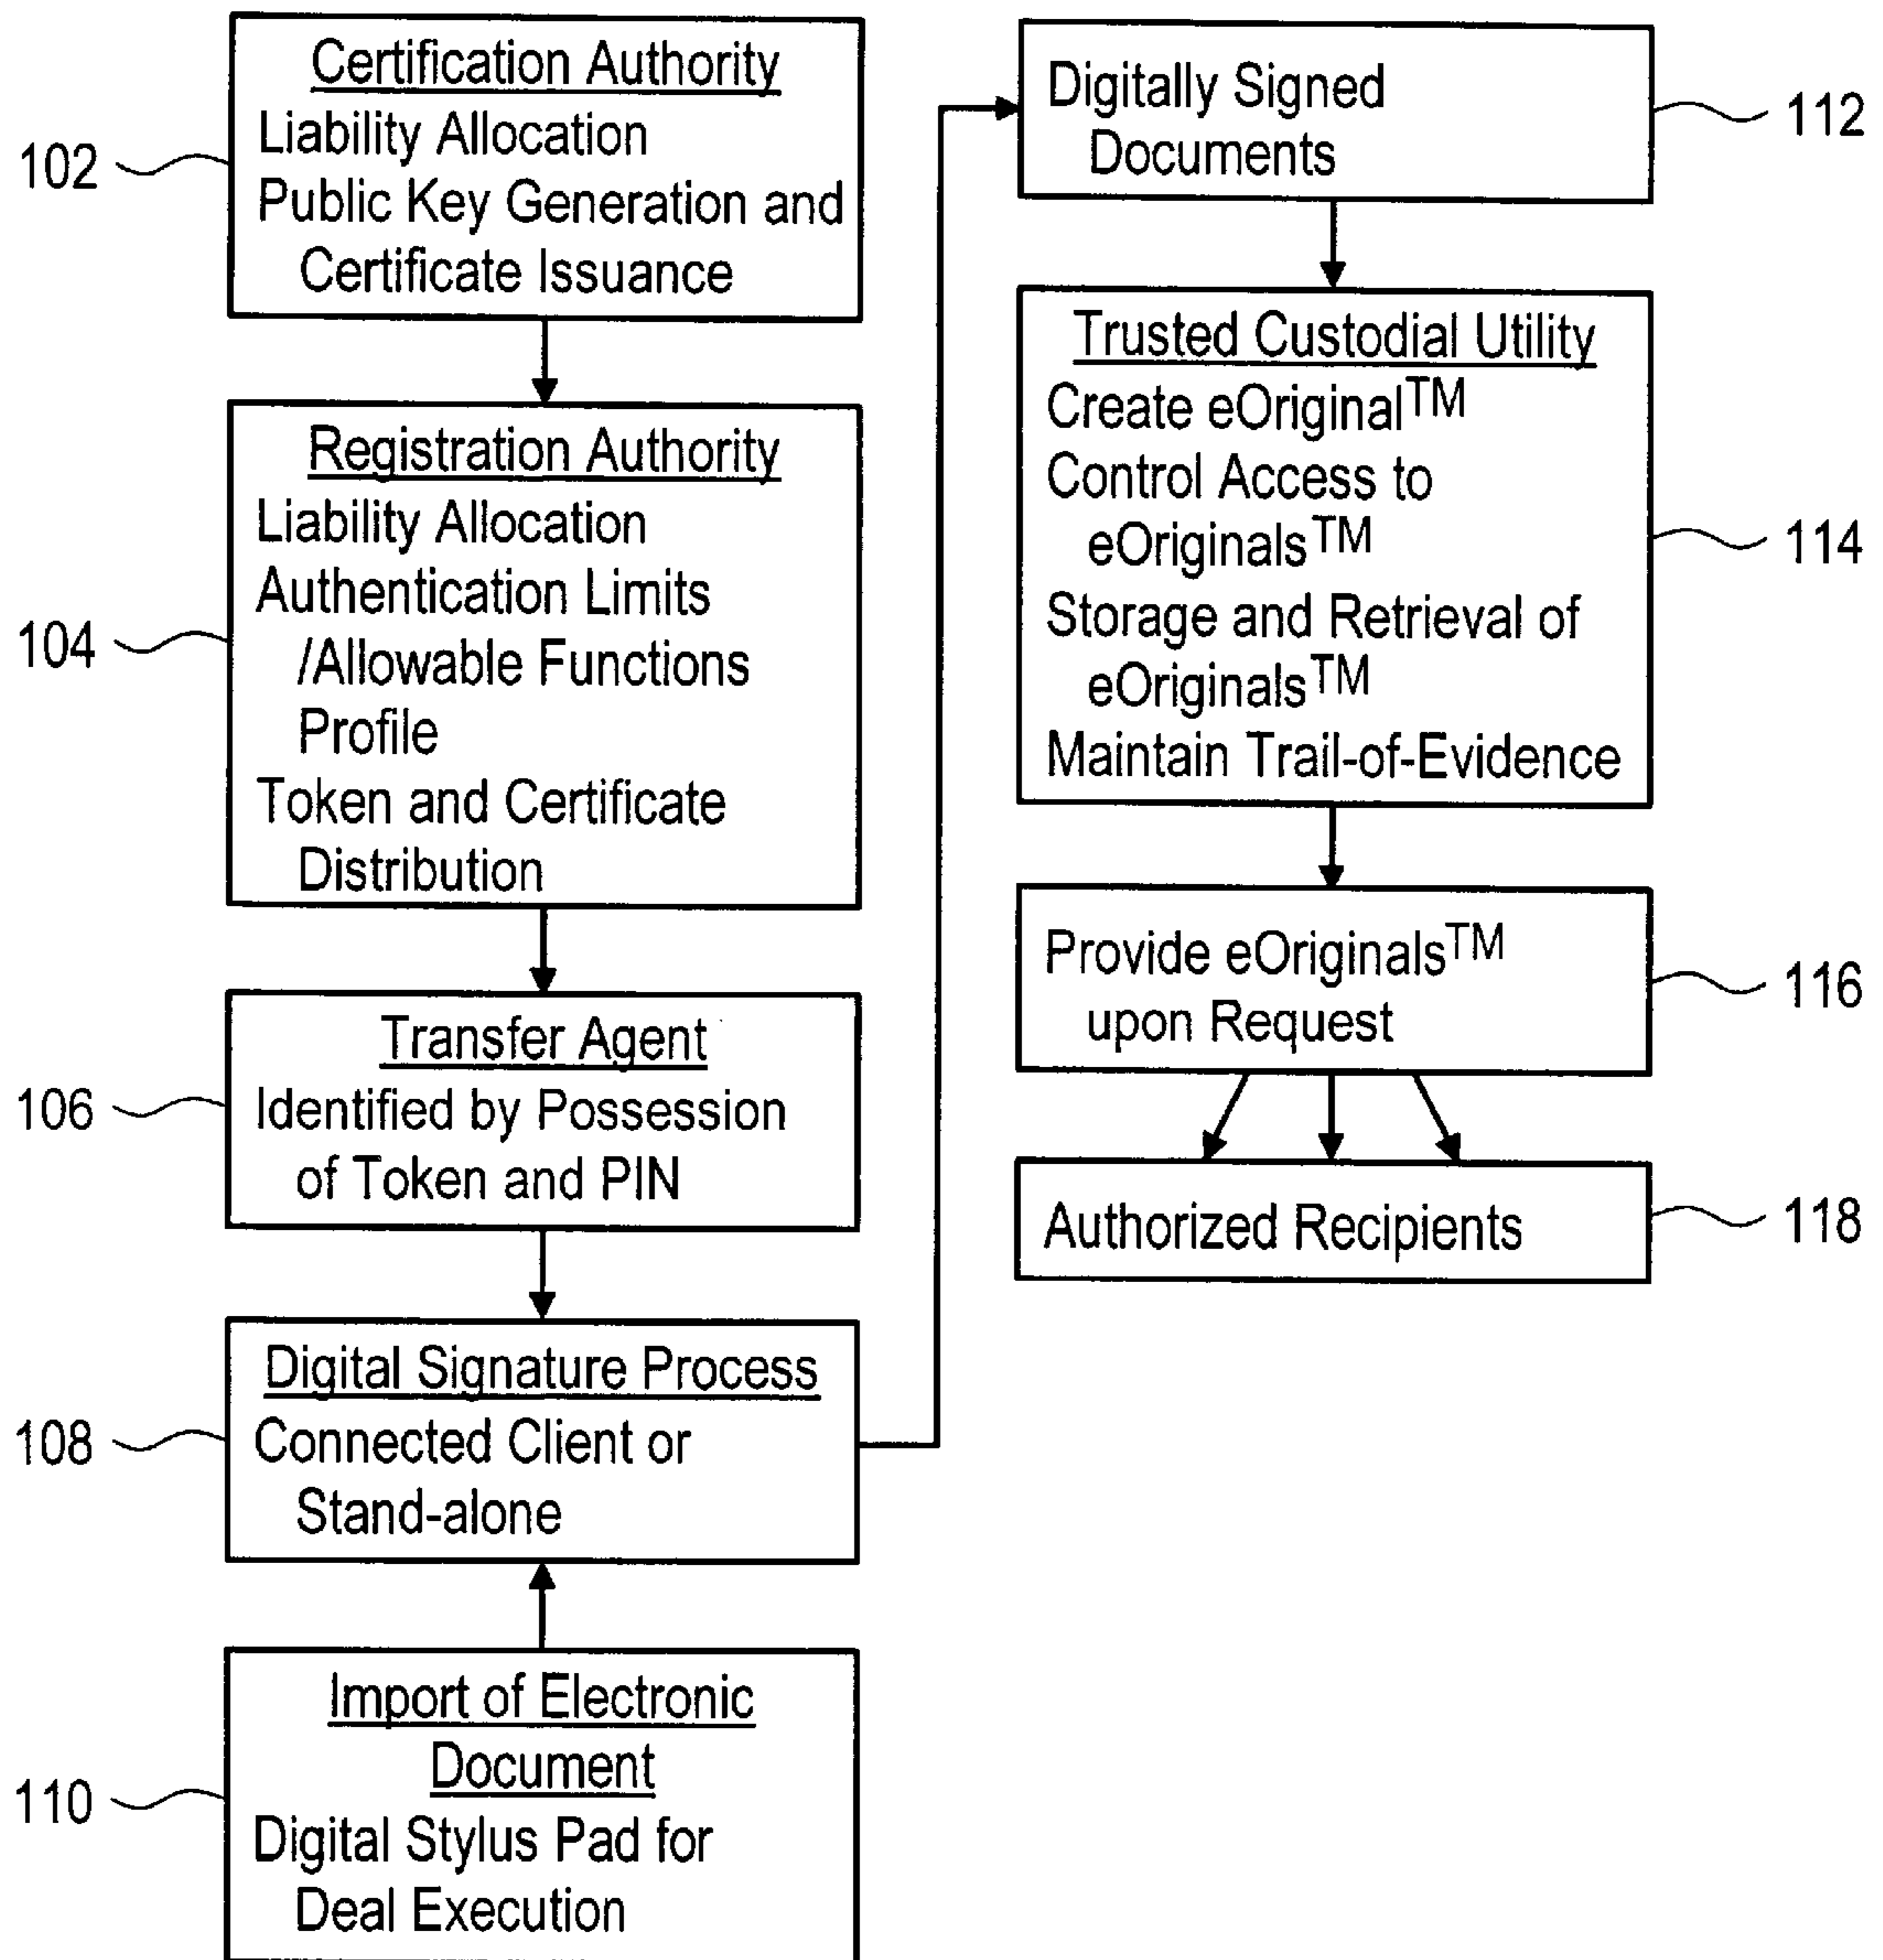 102
Certification Authority
Liability Allocation
Public Key Generation and
Certificate Issuance
104
Registration Authority
Liability Allocation
Authentication Limits
/Allowable Functions
Profile
Token and Certificate
Distribution
106
Transfer Agent
Identified by Possession
of Token and PIN
108
Digital Signature Process
Connected Client or
Stand-alone
110
Import of Electronic
Document
Digital Stylus Pad for
Deal Execution
Digitally Signed
Documents
112
Trusted Custodial Utility
Create eOriginal™
Control Access to
eOriginals™
Storage and Retrieval of
eOriginals™
Maintain Trail-of-Evidence
114
Provide eOriginals™
upon Request
116
Authorized Recipients
118